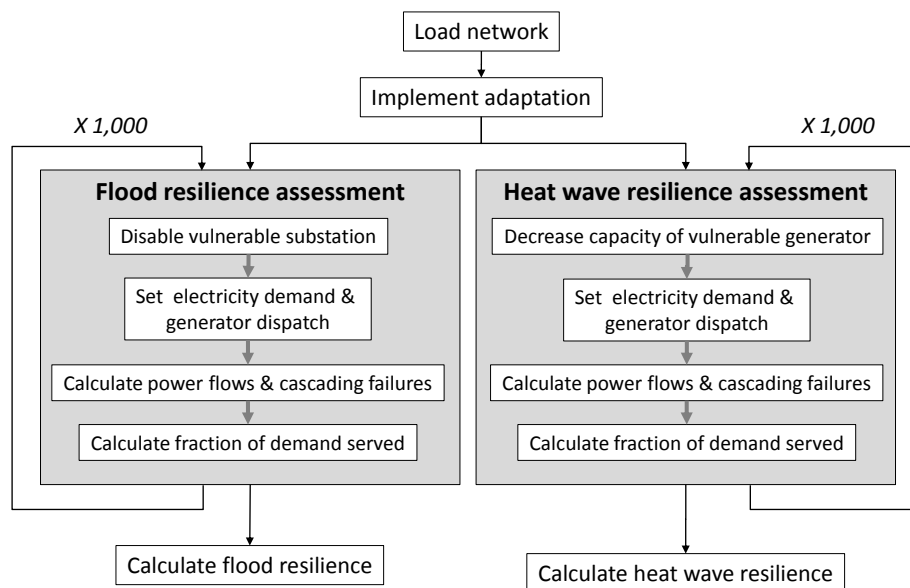 Load network
Implement adaptation
X 1,000
X 1,000
Flood resilience assessment
Disable vulnerable substation
Set electricity demand &
generator dispatch
Calculate power flows & cascading failures
Calculate fraction of demand served
Calculate flood resilience
Heat wave resilience assessment
Decrease capacity of vulnerable generator
Set electricity demand &
generator dispatch
Calculate power flows & cascading failures
Calculate fraction of demand served
Calculate heat wave resilience